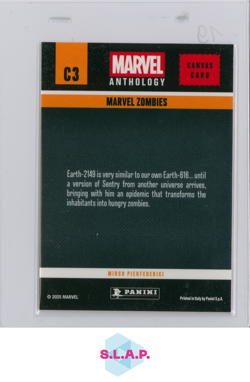 C3
MARVEL
ANTHOLOGY
CANVAS
CARD
MARVEL ZOMBIES
Earth-2149 is very similar to our own Earth-616... until
a version of Sentry from another universe arrives,
bringing with him an epidemic that transforms the
inhabitants into hungry zombies.
MIRKO PIERFEDERICI
© 2025 MARVEL
PANINI
Printed in Italy by Panini S.p.A.
S.L.A.P.